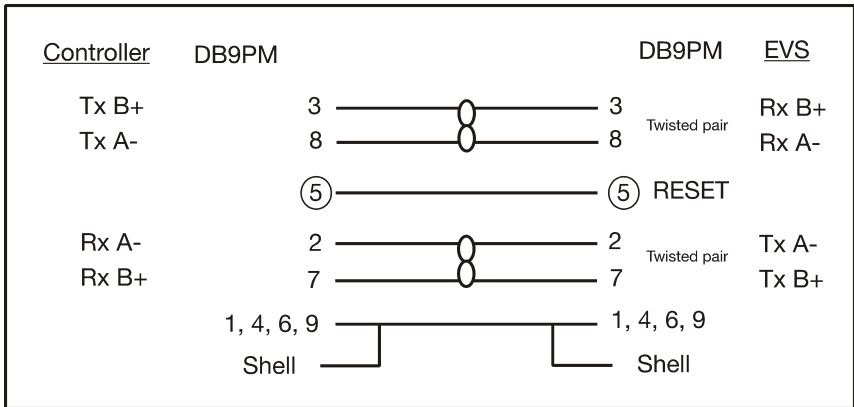 Controller DB9PM DB9PM EVS
Tx B+ 3 3 Rx B+
Twisted pair
Tx A- 8 8 Rx A-
5 5 RESET
Rx A- 2 2 Tx A-
Twisted pair
Rx B+ 7 7 Tx B+
1, 4, 6, 9 1, 4, 6, 9
Shell Shell